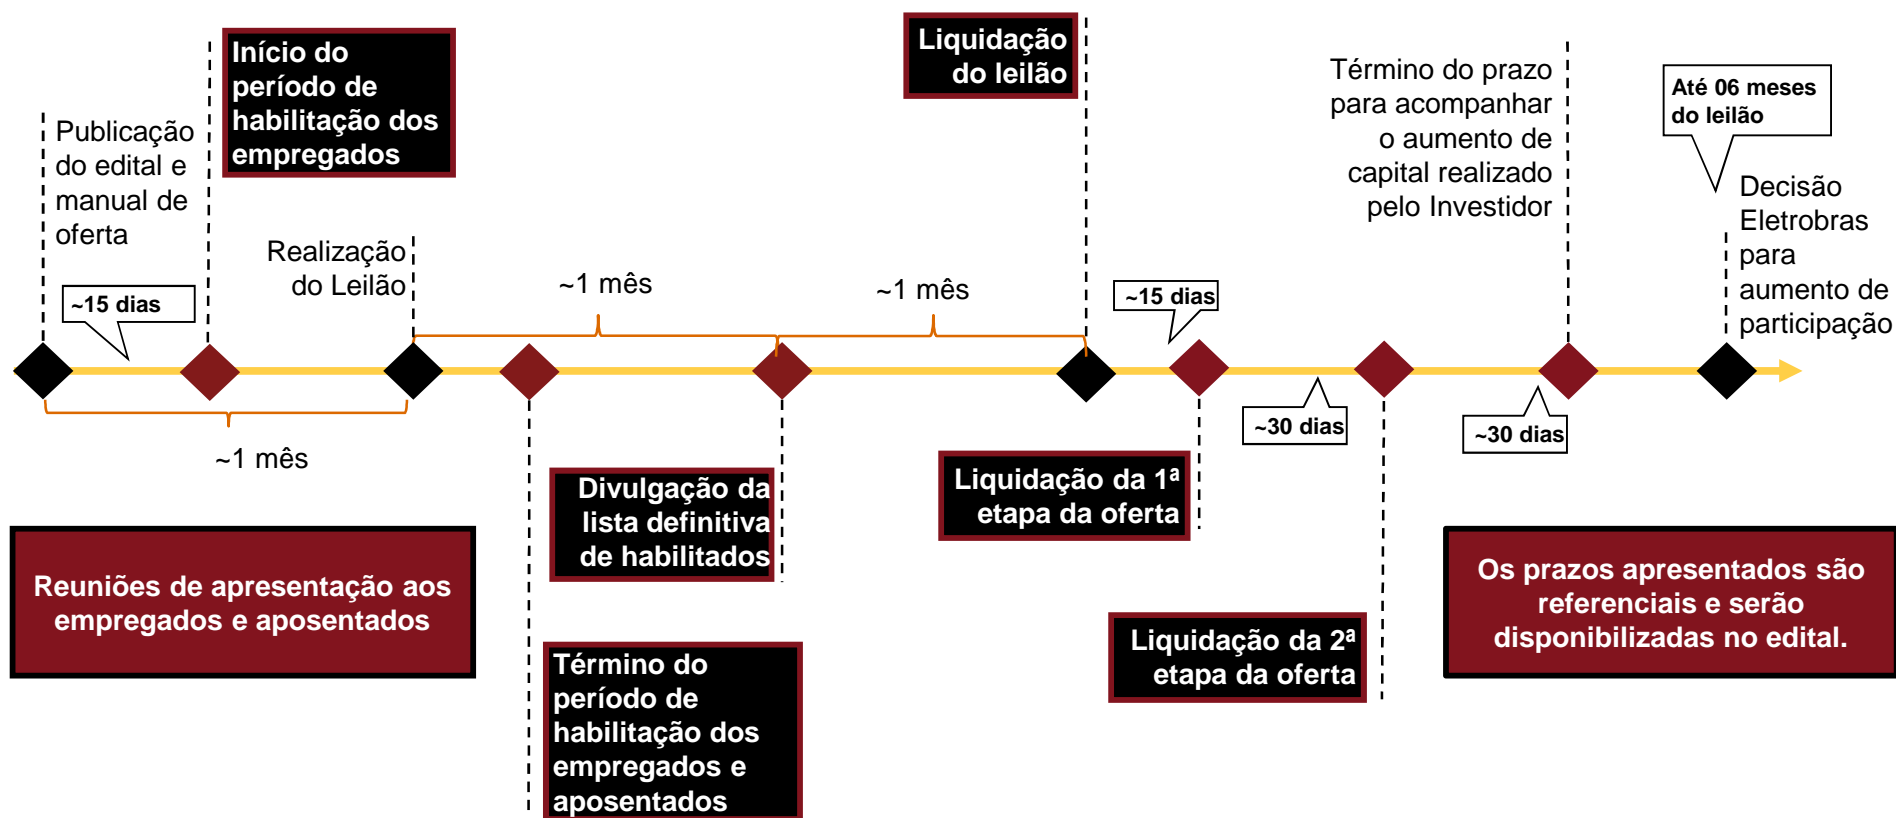 Publicação
do edital e
manual de
oferta
~15 dias
Início do
período de
habilitação dos
empregados
Realização
do Leilão
~1 mês
~1 mês
~1 mês
Liquidação
do leilão
~15 dias
Término do prazo
para acompanhar
o aumento de
capital realizado
pelo Investidor
Até 06 meses
do leilão
Decisão
Eletrobras
para
aumento de
participação
~30 dias
~30 dias
Reuniões de apresentação aos
empregados e aposentados
Divulgação da
lista definitiva
de habilitados
Término do
período de
habilitação dos
empregados e
aposentados
Liquidação da 1ª
etapa da oferta
Liquidação da 2ª
etapa da oferta
Os prazos apresentados são
referenciais e serão
disponibilizadas no edital.